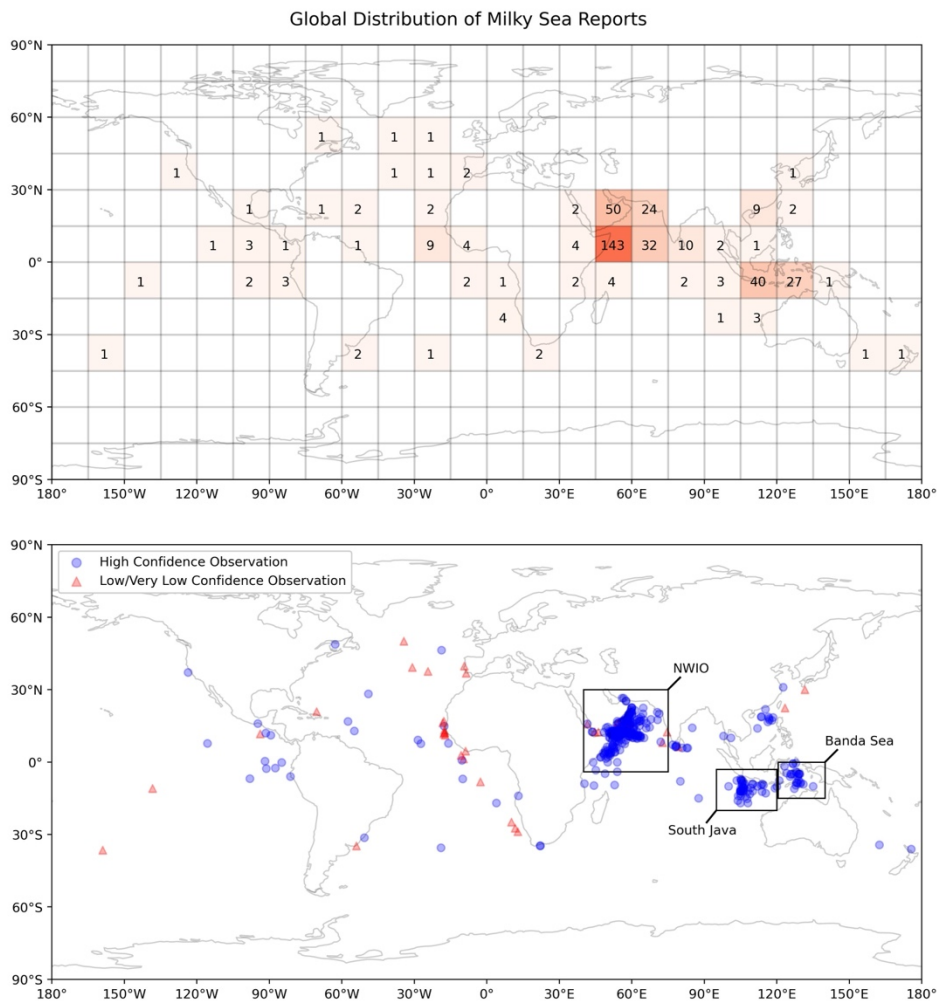 Global Distribution of Milky Sea Reports
90°N
60°N
1 1 1
1 1 1 2 1
30°N
1 1 2 2 2 50 24 9 2
1 3 1 1 9 4 4 143 32 10 2 1
0°
1 2 3 2 1 2 4 2 3 40 27 1
4 1 3
30°S
1 2 1 2 1 1
60°S
90°S
180° 150°W 120°W 90°W 60°W 30°W 0° 30°E 60°E 90°E 120°E 150°E 180°
90°N
High Confidence Observation
Low/Very Low Confidence Observation
60°N
NWIO
30°N
Banda Sea
0°
South Java
30°S
60°S
90°S
180° 150°W 120°W 90°W 60°W 30°W 0° 30°E 60°E 90°E 120°E 150°E 180°